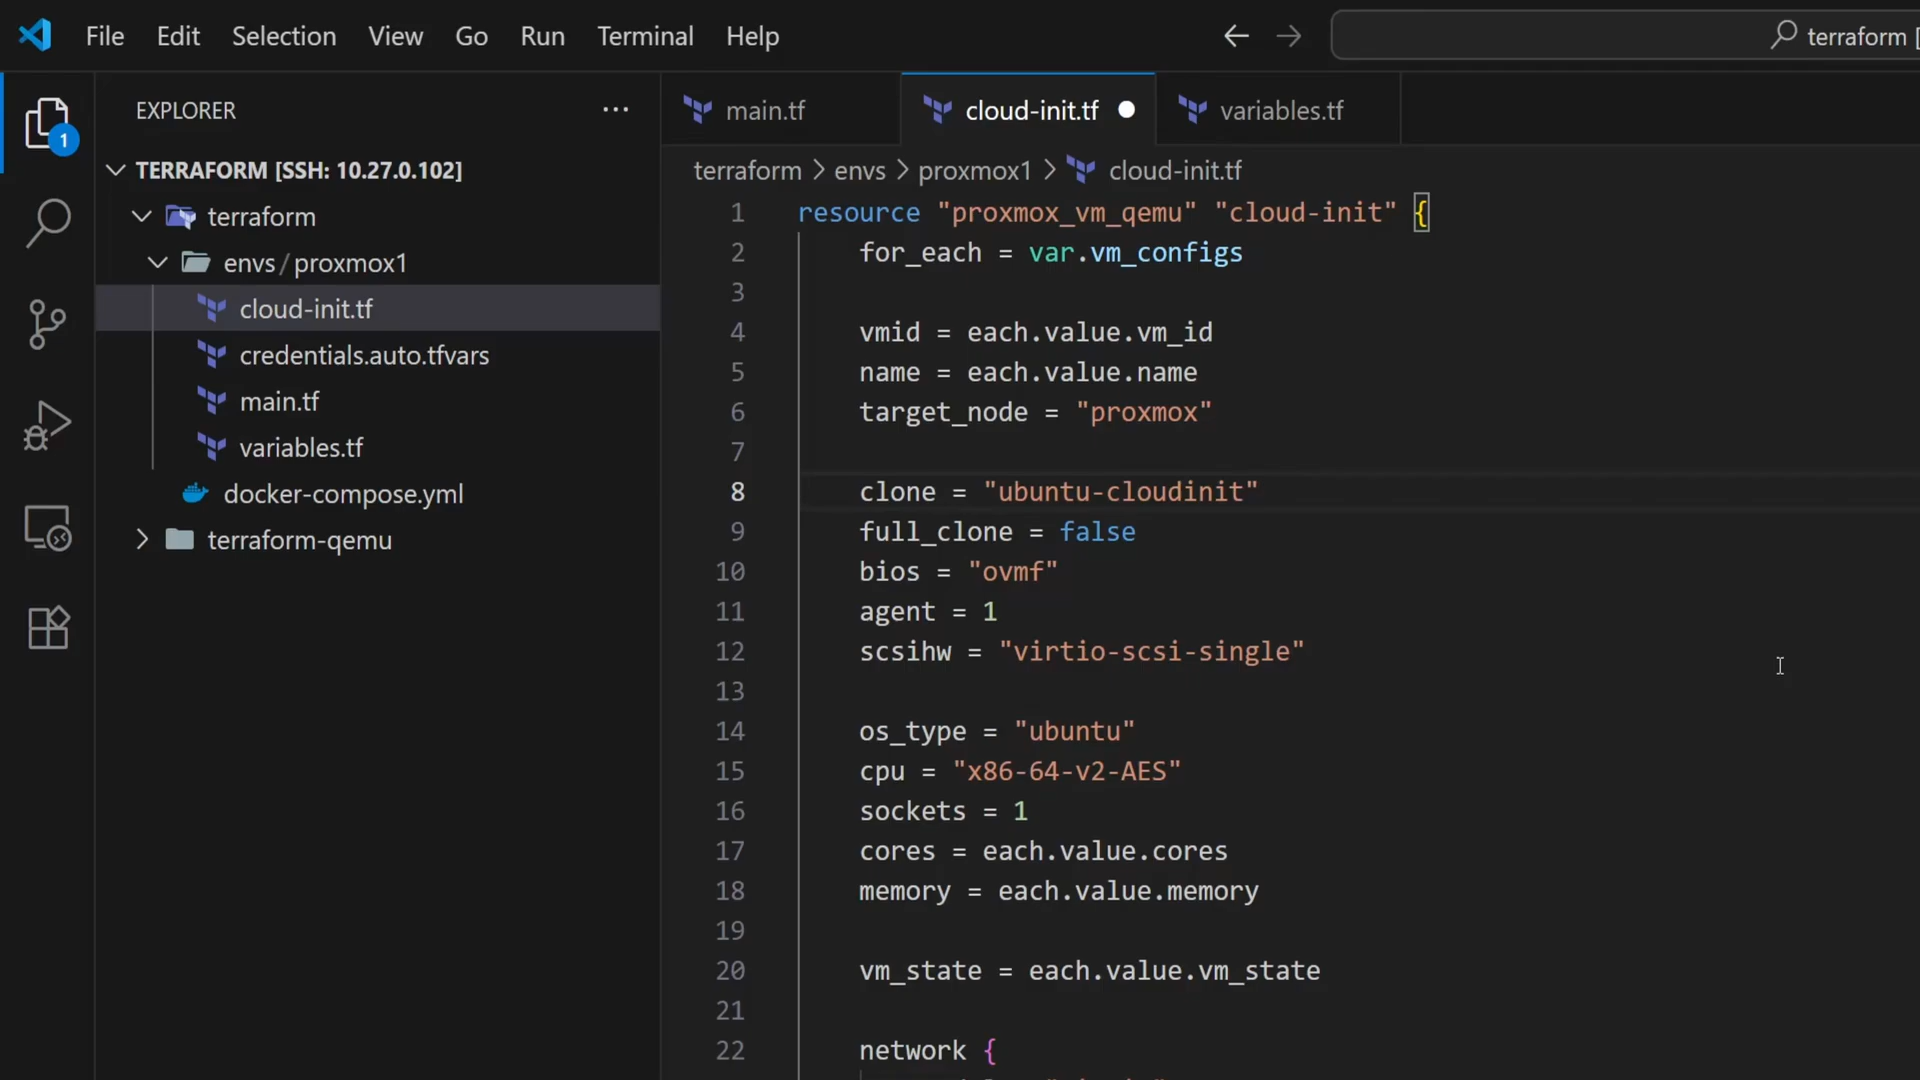 File Edit Selection View Go Run Terminal Help
terraform [
EXPLORER
1
TERRAFORM [SSH: 10.27.0.102]
terraform
envs/proxmox1
cloud-init.tf
credentials.auto.tfvars
main.tf
variables.tf
docker-compose.yml
terraform-qemu
main.tf cloud-init.tf variables.tf
terraform > envs > proxmox1 > cloud-init.tf
1 resource "proxmox_vm_qemu" "cloud-init" {
2 for_each = var.vm_configs
3
4 vmid = each.value.vm_id
5 name = each.value.name
6 target_node = "proxmox"
7
8 clone = "ubuntu-cloudinit"
9 full_clone = false
10 bios = "ovmf"
11 agent = 1
12 scsihw = "virtio-scsi-single"
13
14 os_type = "ubuntu"
15 cpu = "x86-64-v2-AES"
16 sockets = 1
17 cores = each.value.cores
18 memory = each.value.memory
19
20 vm_state = each.value.vm_state
21
22 network {